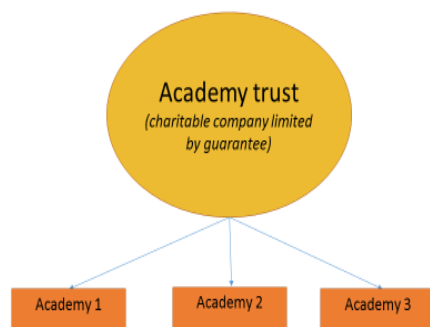 Academy trust
(charitable company limited
by guarantee)
Academy 1
Academy 2
Academy 3